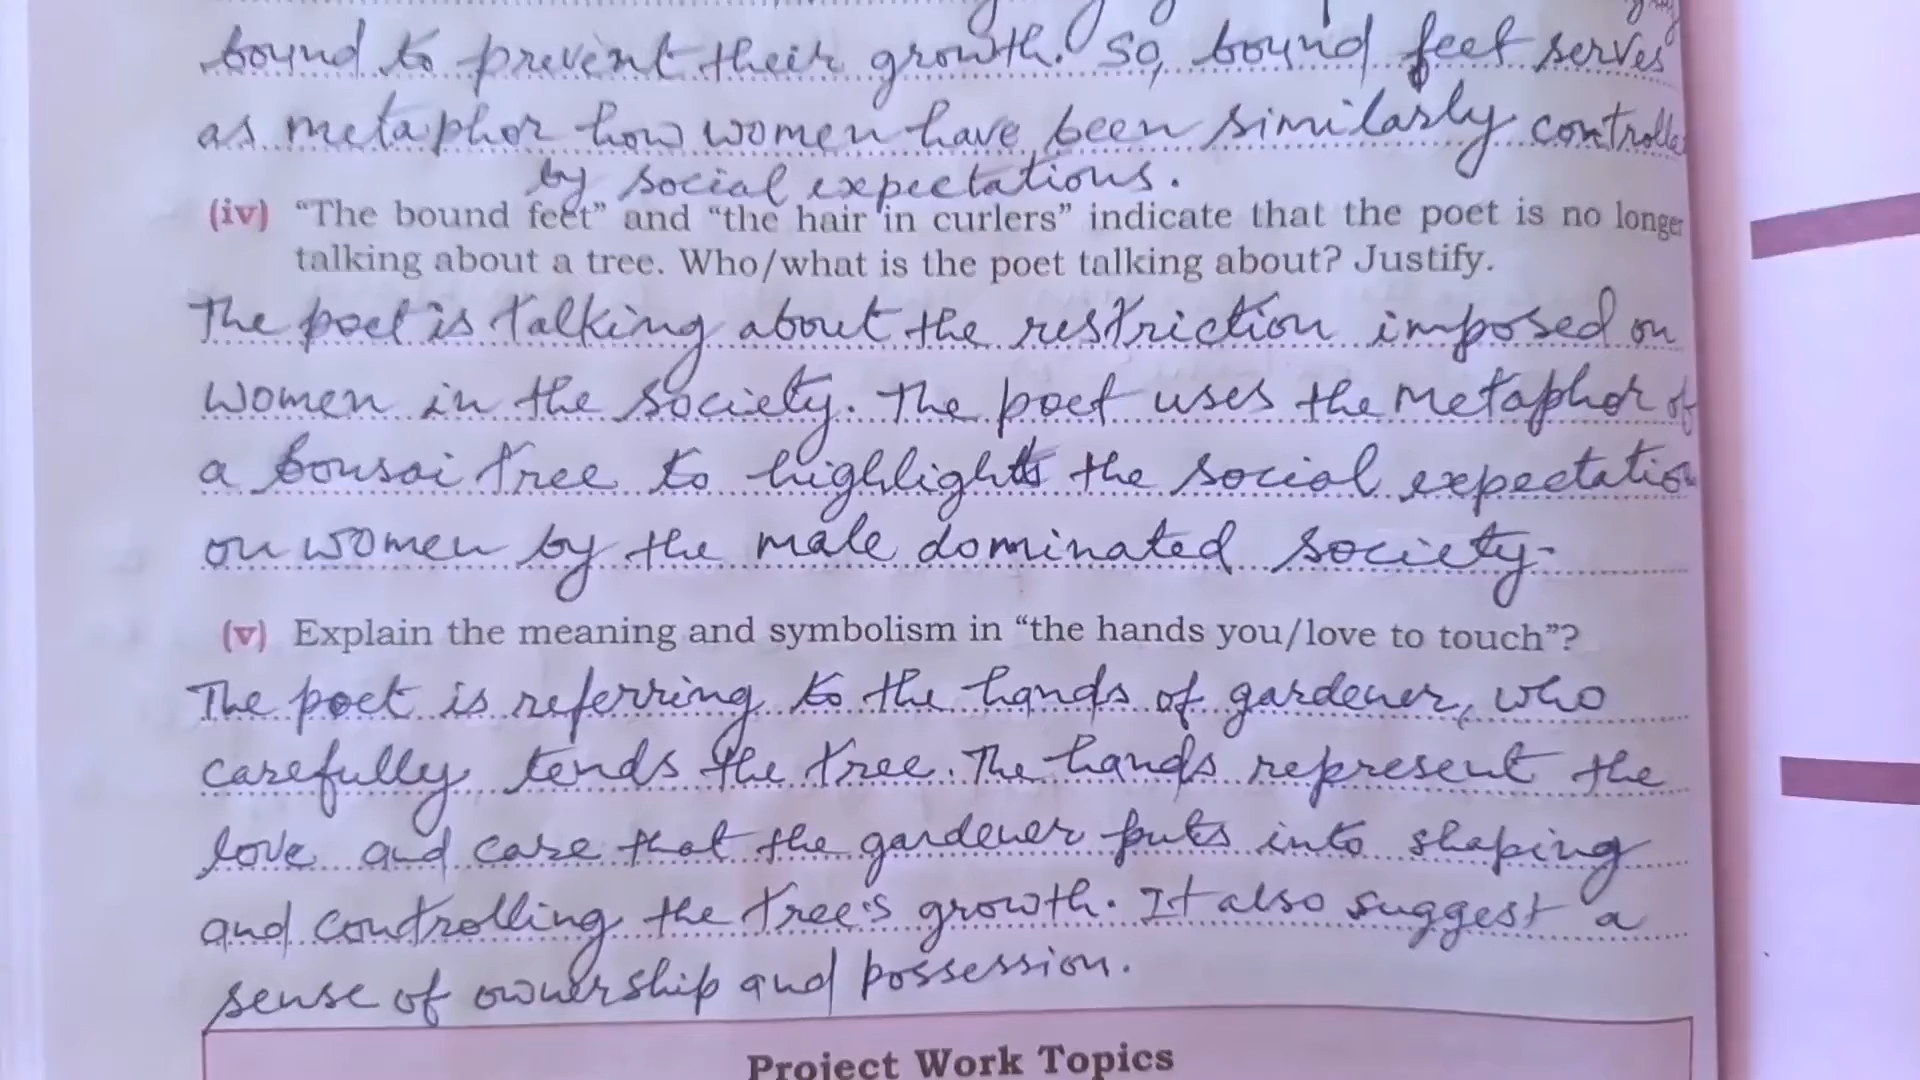 bound to prevent their growth. So, bound feet serves
as metaphor how women have been similarly controlle
by social expectations.
(iv) “The bound feet” and “the hair in curlers” indicate that the poet is no longer
talking about a tree. Who/what is the poet talking about? Justify.
The poet is talking about the restriction imposed on
women in the society. The poet uses the metaphor of
a bonsai tree to highlights the social expectation
on women by the male dominated society.
(v) Explain the meaning and symbolism in “the hands you/love to touch”?
The poet is referring to the hands of gardener, who
carefully tends the tree. The hands represent the
love and care that the gardener puts into shaping
and controlling the tree's growth. It also suggest a
sense of ownership and possession.
Project Work Topics